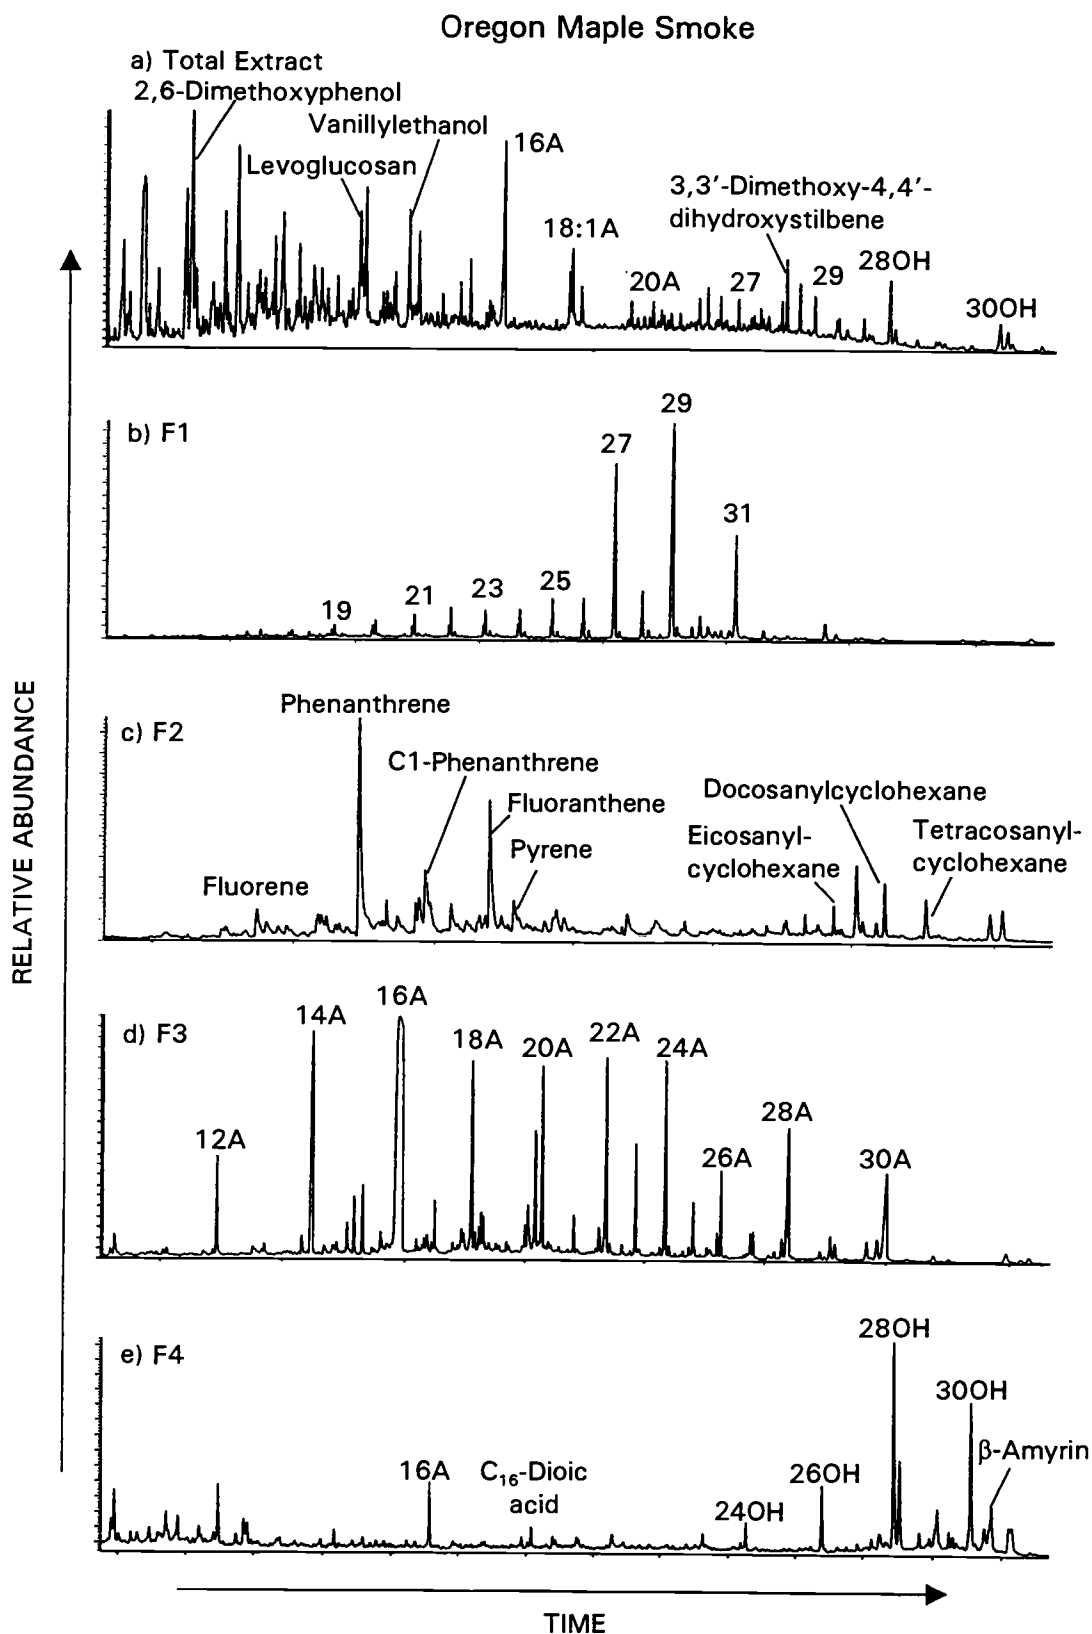 Oregon Maple Smoke
a) Total Extract
2,6-Dimethoxyphenol
Vanillylethanol
Levoglucosan
16A
18:1A
3,3'-Dimethoxy-4,4'-
dihydroxystilbene
20A
27
29
28OH
30OH
b) F1
19
21
23
25
27
29
31
c) F2
Phenanthrene
C1-Phenanthrene
Fluoranthene
Pyrene
Fluorene
Docosanylcyclohexane
Eicosanyl-
cyclohexane
Tetracosanyl-
cyclohexane
d) F3
12A
14A
16A
18A
20A
22A
24A
26A
28A
30A
e) F4
16A
C₁₆-Dioic
acid
24OH
26OH
28OH
30OH
β-Amyrin
RELATIVE ABUNDANCE
TIME